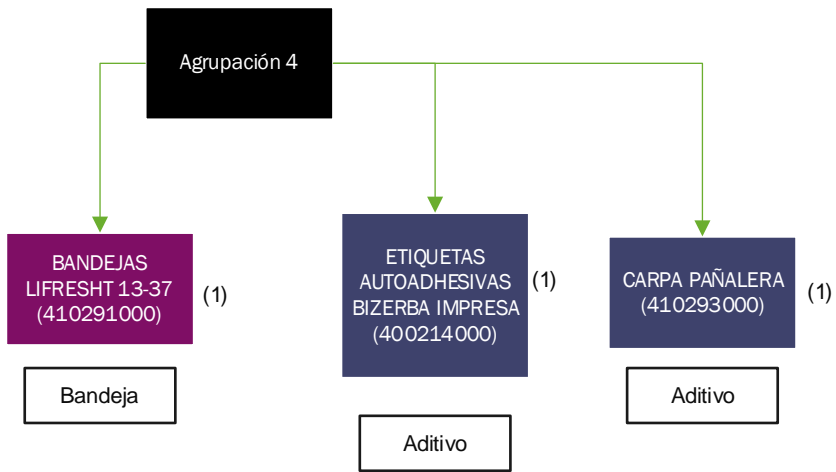 Agrupación 4
BANDEJAS
LIFRESHT 13-37
(410291000)
(1)
Bandeja
ETIQUETAS
AUTOADHESIVAS
BIZERBA IMPRESA
(400214000)
(1)
Aditivo
CARPA PAÑALERA
(410293000)
(1)
Aditivo